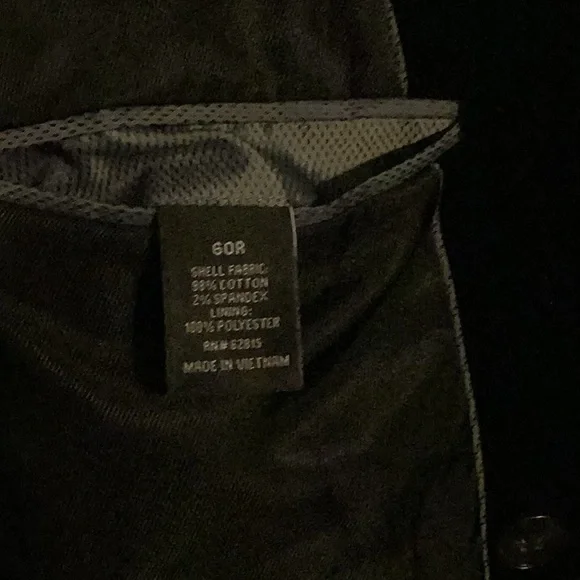 60R
SHELL FABRIC:
98% COTTON
2% SPANDEX
LINING:
100% POLYESTER
RN# 62815
MADE IN VIETNAM